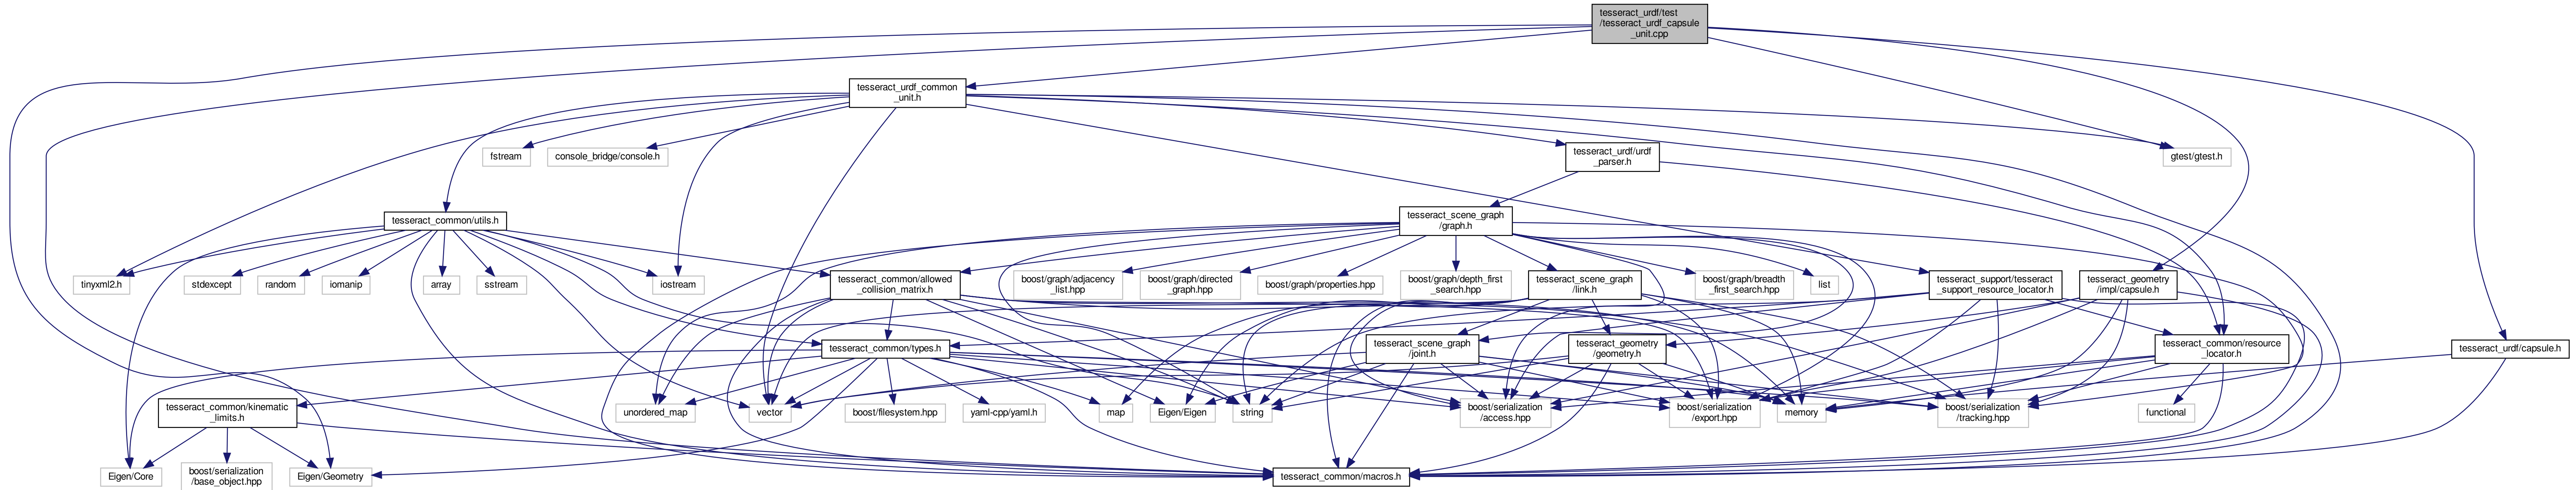 tesseract_urdf/test
/tesseract_urdf_capsule
_unit.cpp
tesseract_urdf_common
_unit.h
fstream
console_bridge/console.h
tesseract_urdf/urdf
_parser.h
gtest/gtest.h
tesseract_common/utils.h
tesseract_scene_graph
/graph.h
tinyxml2.h
stdexcept
random
iomanip
array
sstream
iostream
tesseract_common/allowed
_collision_matrix.h
boost/graph/adjacency
_list.hpp
boost/graph/directed
_graph.hpp
boost/graph/properties.hpp
boost/graph/depth_first
_search.hpp
tesseract_scene_graph
/link.h
boost/graph/breadth
_first_search.hpp
list
tesseract_support/tesseract
_support_resource_locator.h
tesseract_geometry
/impl/capsule.h
tesseract_common/types.h
tesseract_scene_graph
/joint.h
tesseract_geometry
/geometry.h
tesseract_common/resource
_locator.h
tesseract_urdf/capsule.h
tesseract_common/kinematic
_limits.h
unordered_map
vector
boost/filesystem.hpp
yaml-cpp/yaml.h
map
Eigen/Eigen
string
boost/serialization
/access.hpp
boost/serialization
/export.hpp
memory
boost/serialization
/tracking.hpp
functional
Eigen/Core
boost/serialization
/base_object.hpp
Eigen/Geometry
tesseract_common/macros.h